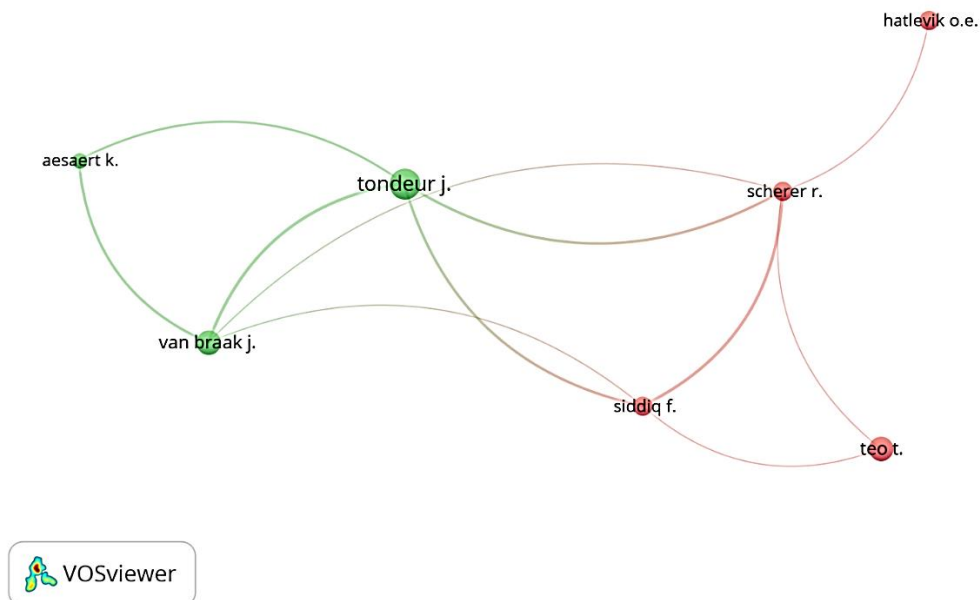 hatlevik o.e.
aesaert k.
tondeur j.
scherer r.
van braak j.
siddiq f.
teo t.
VOSviewer